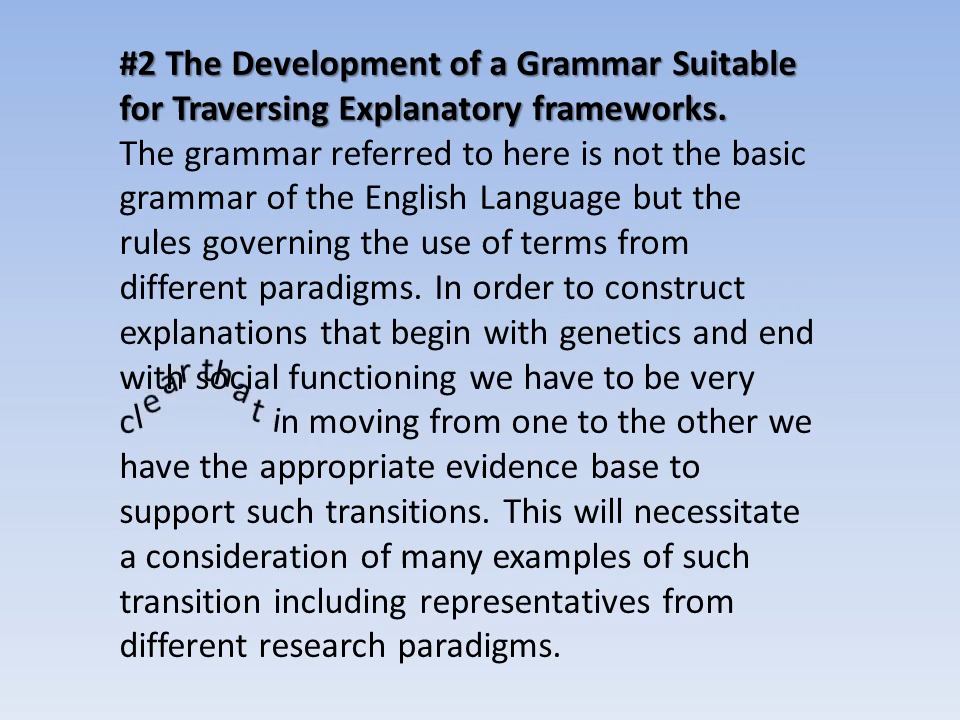 #2 The Development of a Grammar Suitable
for Traversing Explanatory frameworks.
The grammar referred to here is not the basic
grammar of the English Language but the
rules governing the use of terms from
different paradigms. In order to construct
explanations that begin with genetics and end
with social functioning we have to be very
clear that in moving from one to the other we
have the appropriate evidence base to
support such transitions. This will necessitate
a consideration of many examples of such
transition including representatives from
different research paradigms.